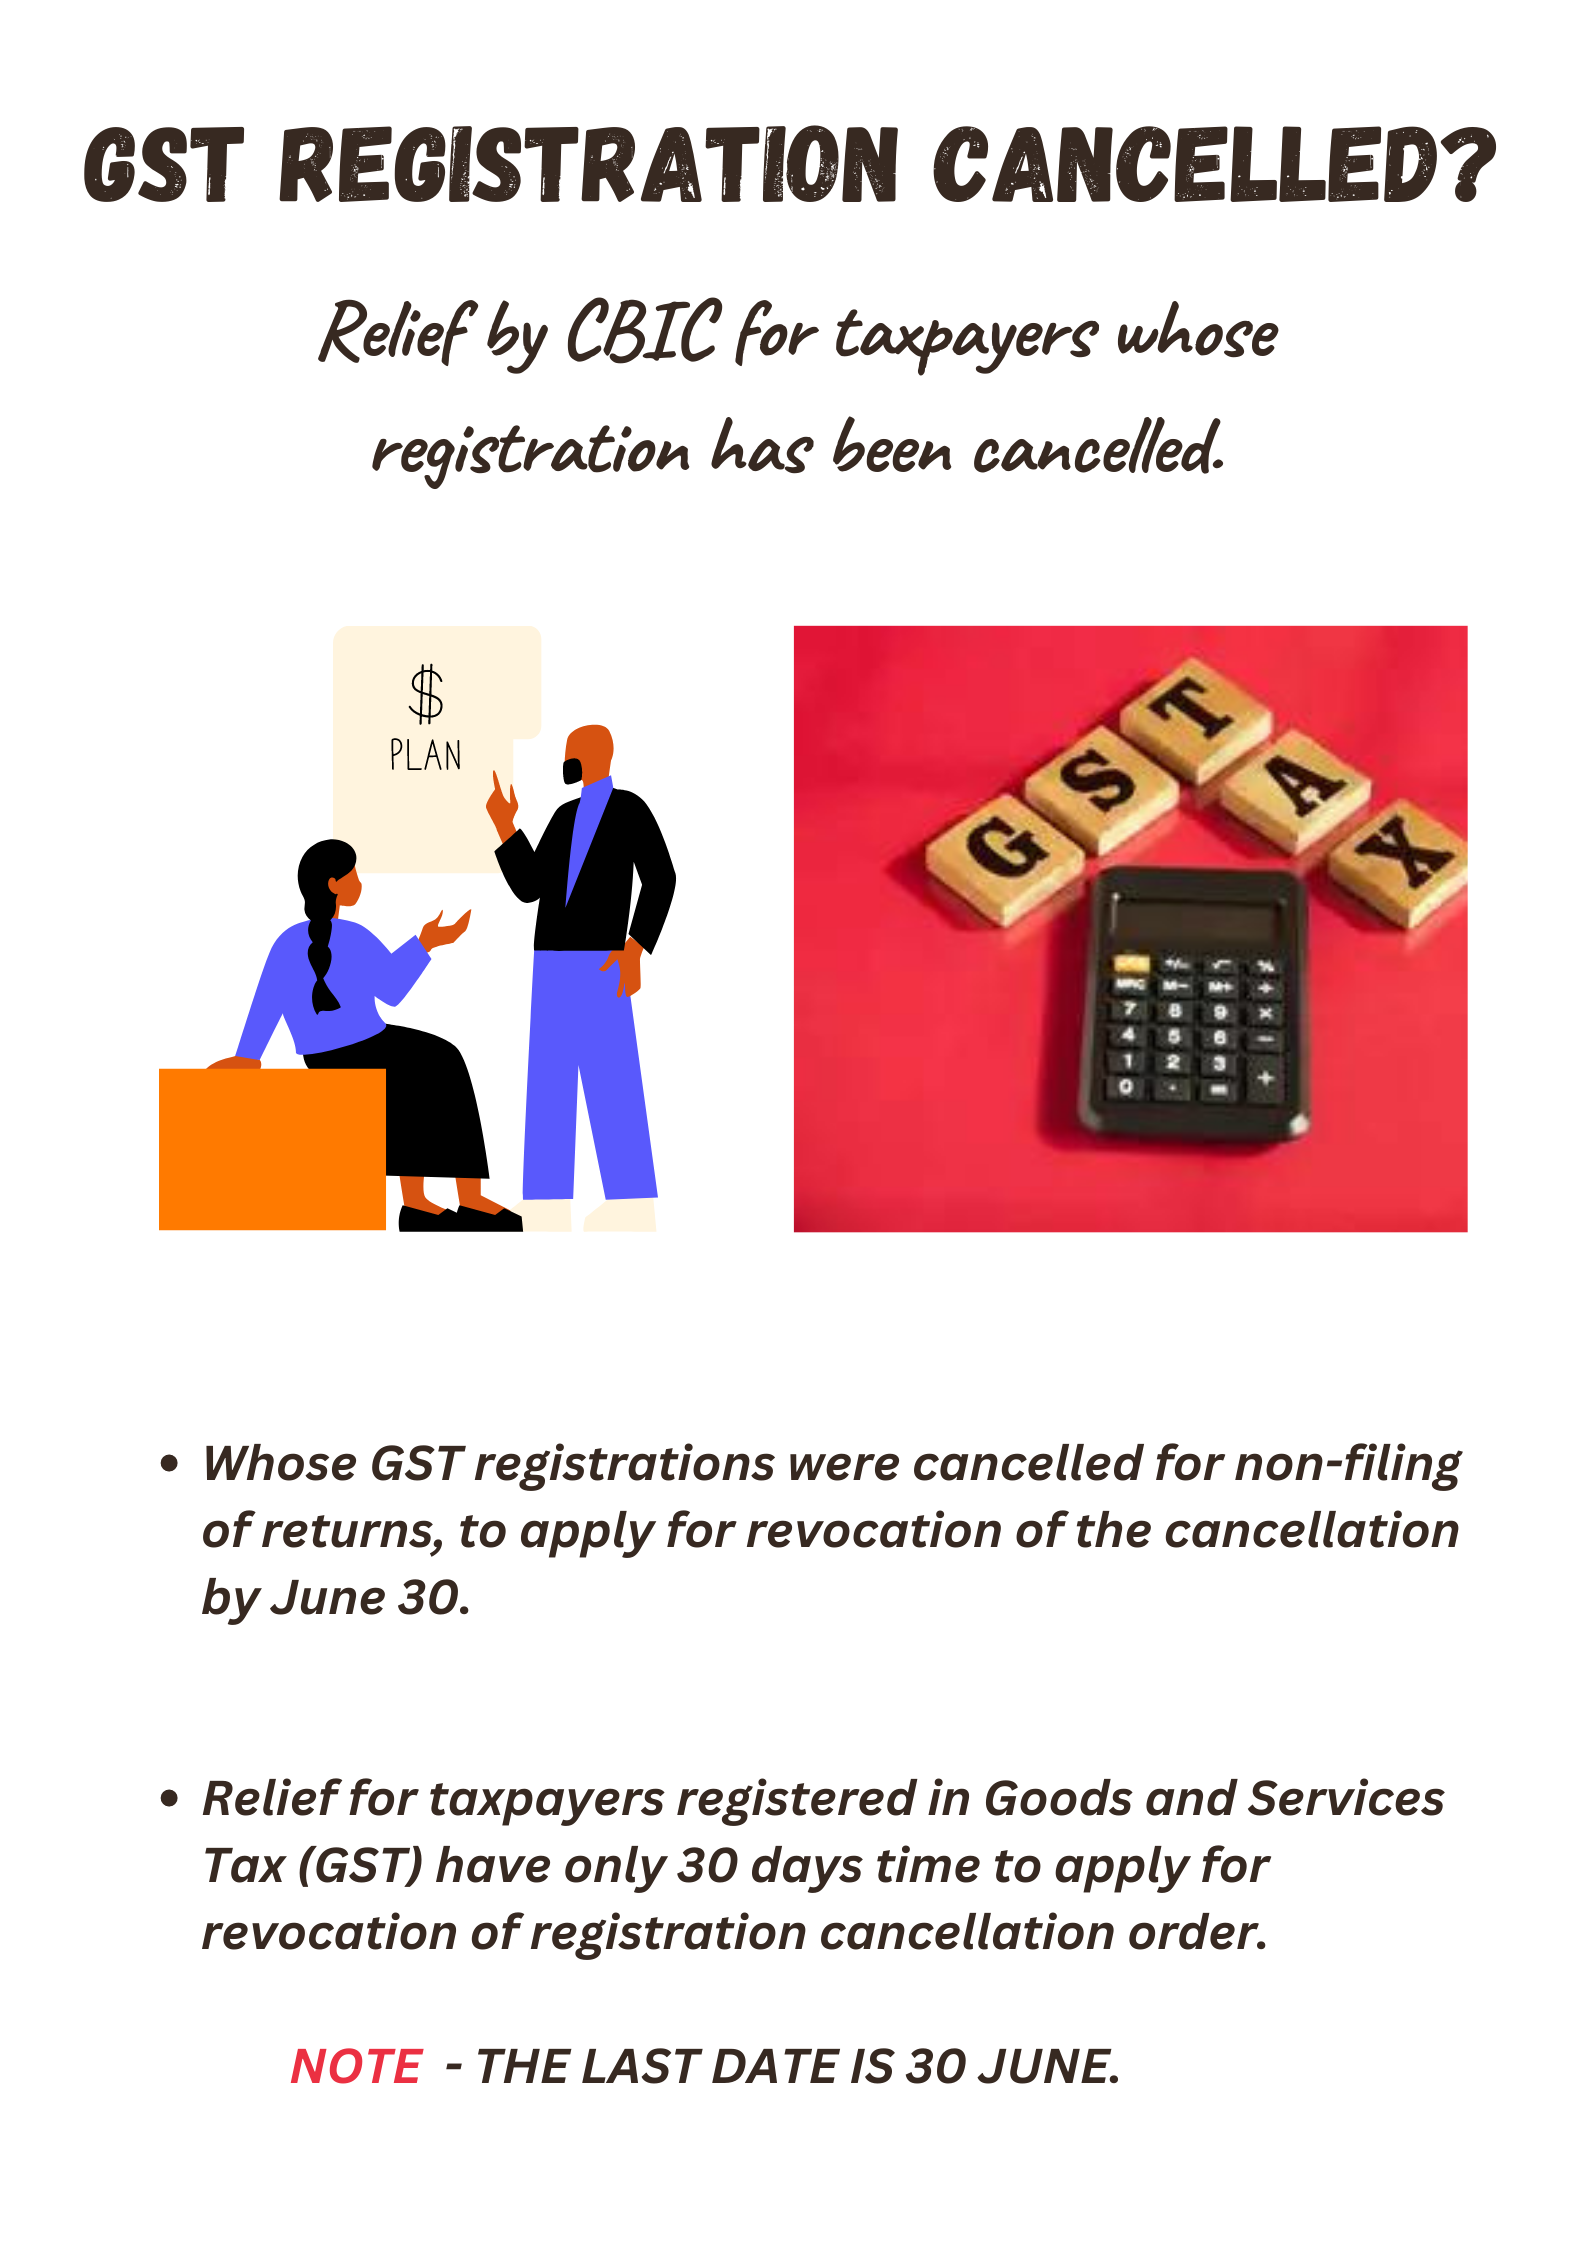 GST REGISTRATION CANCELLED?
Relief by CBIC for taxpayers whose
registration has been cancelled.
$
PLAN
G S T A X
MRC M− M+ ÷
7 8 9 ×
4 5 6 −
1 2 3 +
0 · =
• Whose GST registrations were cancelled for non-filing
of returns, to apply for revocation of the cancellation
by June 30.
• Relief for taxpayers registered in Goods and Services
Tax (GST) have only 30 days time to apply for
revocation of registration cancellation order.
NOTE - THE LAST DATE IS 30 JUNE.